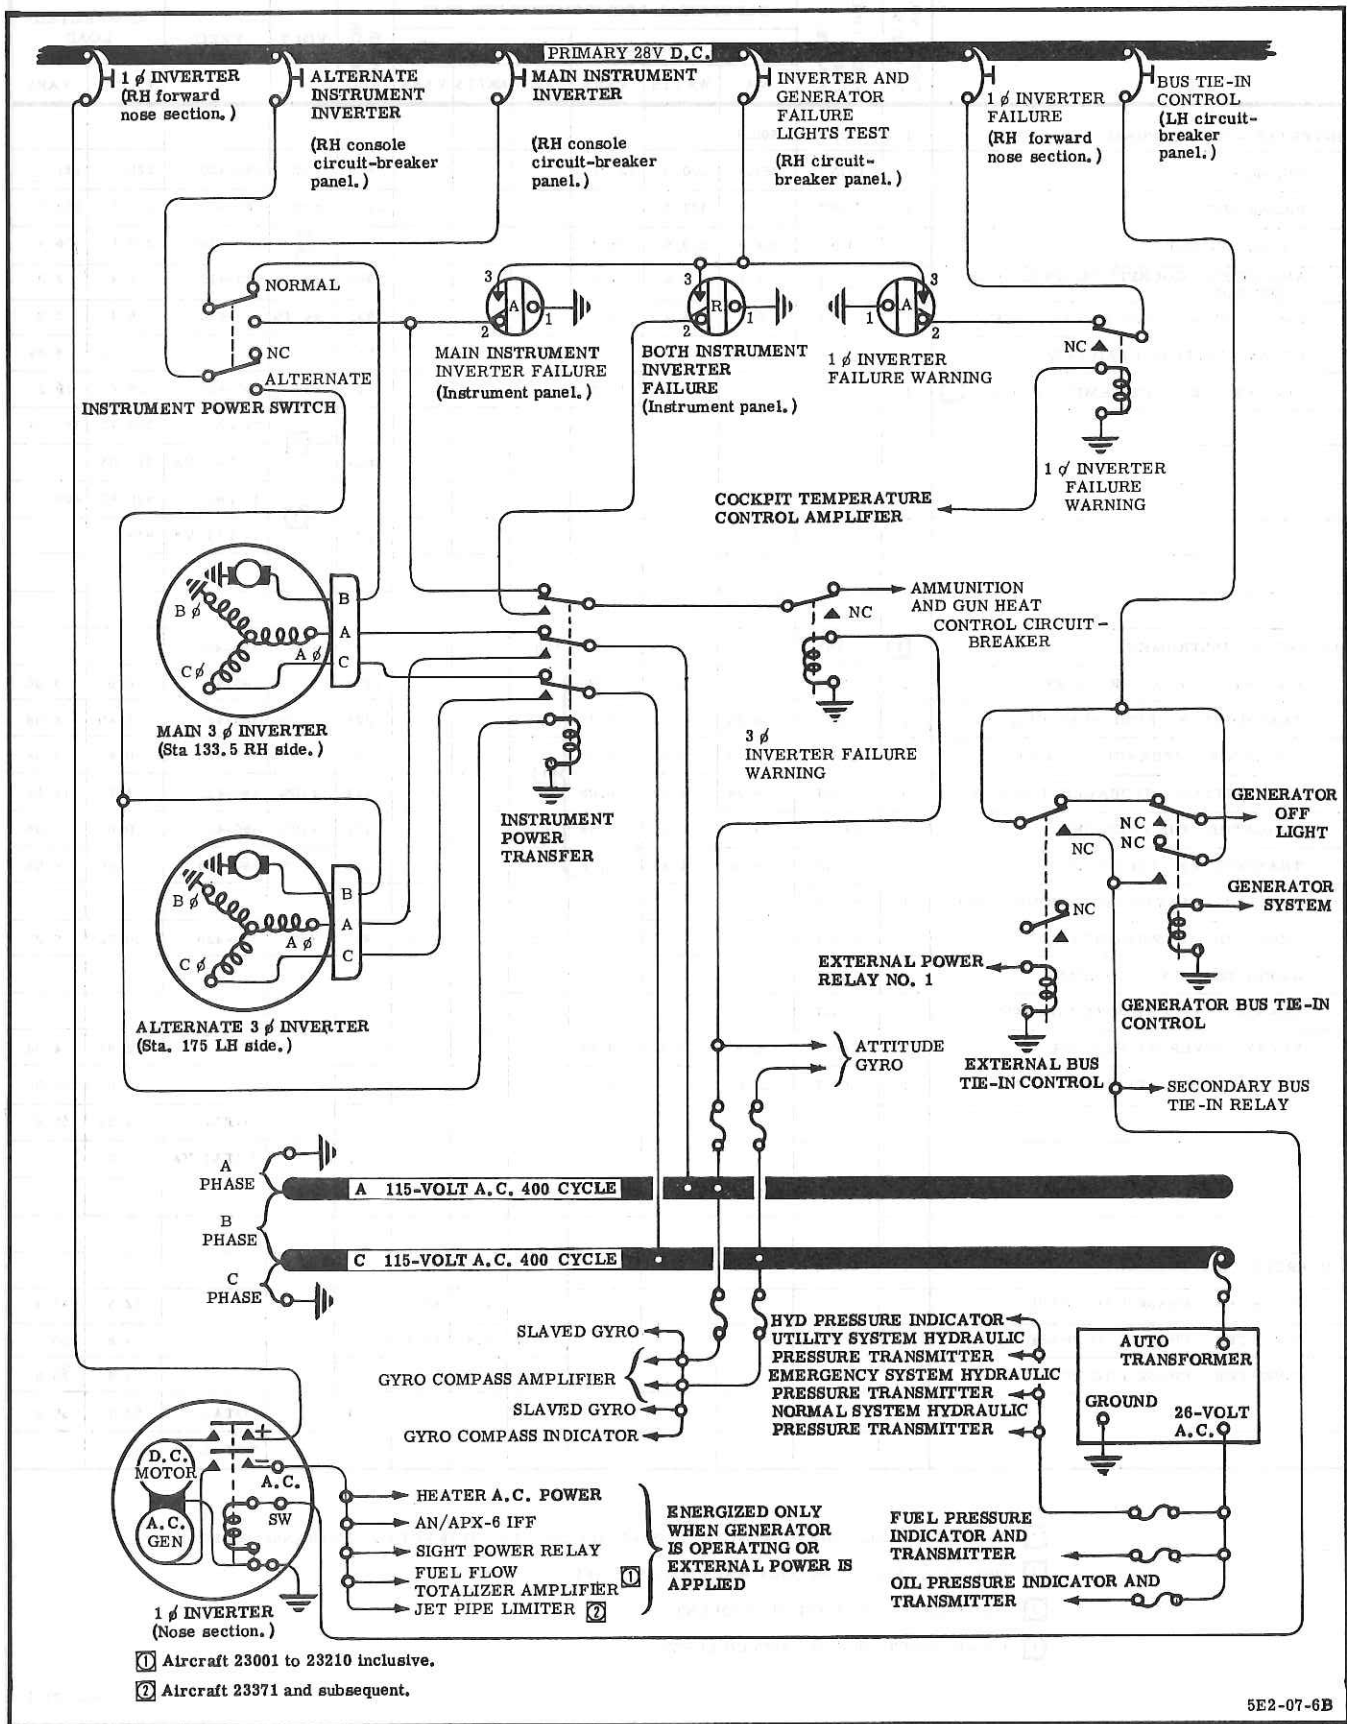 PRIMARY 28V D.C.
1 ϕ INVERTER
(RH forward
nose section.)
ALTERNATE
INSTRUMENT
INVERTER
(RH console
circuit-breaker
panel.)
MAIN INSTRUMENT
INVERTER
(RH console
circuit-breaker
panel.)
INVERTER AND
GENERATOR
FAILURE
LIGHTS TEST
(RH circuit-
breaker panel.)
1 ϕ INVERTER
FAILURE
(RH forward
nose section.)
BUS TIE-IN
CONTROL
(LH circuit-
breaker
panel.)
NORMAL
NC
ALTERNATE
INSTRUMENT POWER SWITCH
3
A
2
1
MAIN INSTRUMENT
INVERTER FAILURE
(Instrument panel.)
3
R
2
1
BOTH INSTRUMENT
INVERTER
FAILURE
(Instrument panel.)
3
A
1
2
1 ϕ INVERTER
FAILURE WARNING
NC
1 ϕ INVERTER
FAILURE
WARNING
COCKPIT TEMPERATURE
CONTROL AMPLIFIER
B ϕ
A ϕ
C ϕ
B
A
C
MAIN 3 ϕ INVERTER
(Sta 133.5 RH side.)
NC
AMMUNITION
AND GUN HEAT
CONTROL CIRCUIT-
BREAKER
3 ϕ
INVERTER FAILURE
WARNING
INSTRUMENT
POWER
TRANSFER
B ϕ
A ϕ
C ϕ
B
A
C
ALTERNATE 3 ϕ INVERTER
(Sta. 175 LH side.)
GENERATOR
OFF
LIGHT
NC
NC
NC
NC
GENERATOR
SYSTEM
EXTERNAL POWER
RELAY NO. 1
GENERATOR BUS TIE-IN
CONTROL
EXTERNAL BUS
TIE-IN CONTROL
ATTITUDE
GYRO
SECONDARY BUS
TIE-IN RELAY
A
PHASE
B
PHASE
C
PHASE
A 115-VOLT A.C. 400 CYCLE
C 115-VOLT A.C. 400 CYCLE
SLAVED GYRO
GYRO COMPASS AMPLIFIER
SLAVED GYRO
GYRO COMPASS INDICATOR
HYD PRESSURE INDICATOR
UTILITY SYSTEM HYDRAULIC
PRESSURE TRANSMITTER
EMERGENCY SYSTEM HYDRAULIC
PRESSURE TRANSMITTER
NORMAL SYSTEM HYDRAULIC
PRESSURE TRANSMITTER
AUTO
TRANSFORMER
GROUND
26-VOLT
A.C.
FUEL PRESSURE
INDICATOR AND
TRANSMITTER
OIL PRESSURE INDICATOR AND
TRANSMITTER
D.C.
MOTOR
A.C.
GEN
+
-
A.C.
SW
1 ϕ INVERTER
(Nose section.)
HEATER A.C. POWER
AN/APX-6 IFF
SIGHT POWER RELAY
FUEL FLOW
TOTALIZER AMPLIFIER 1
JET PIPE LIMITER 2
ENERGIZED ONLY
WHEN GENERATOR
IS OPERATING OR
EXTERNAL POWER IS
APPLIED
1 Aircraft 23001 to 23210 inclusive.
2 Aircraft 23371 and subsequent.
5E2-07-6B